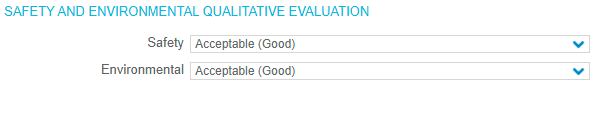 SAFETY AND ENVIRONMENTAL QUALITATIVE EVALUATION
Safety Acceptable (Good)
Environmental Acceptable (Good)